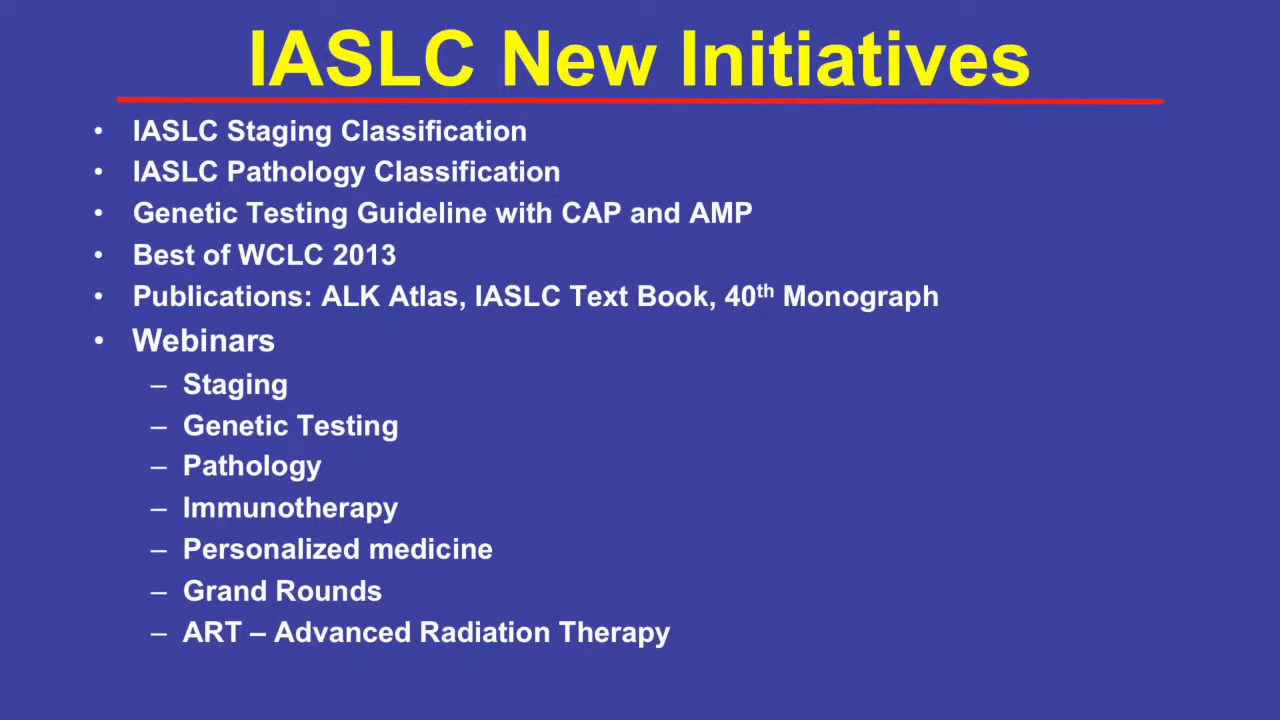 IASLC New Initiatives
• IASLC Staging Classification
• IASLC Pathology Classification
• Genetic Testing Guideline with CAP and AMP
• Best of WCLC 2013
• Publications: ALK Atlas, IASLC Text Book, 40th Monograph
• Webinars
– Staging
– Genetic Testing
– Pathology
– Immunotherapy
– Personalized medicine
– Grand Rounds
– ART – Advanced Radiation Therapy